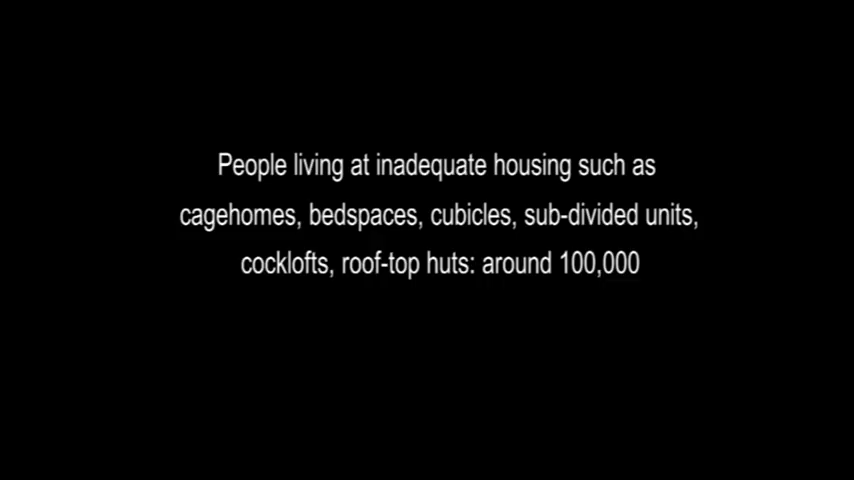 People living at inadequate housing such as
cagehomes, bedspaces, cubicles, sub-divided units,
cocklofts, roof-top huts: around 100,000